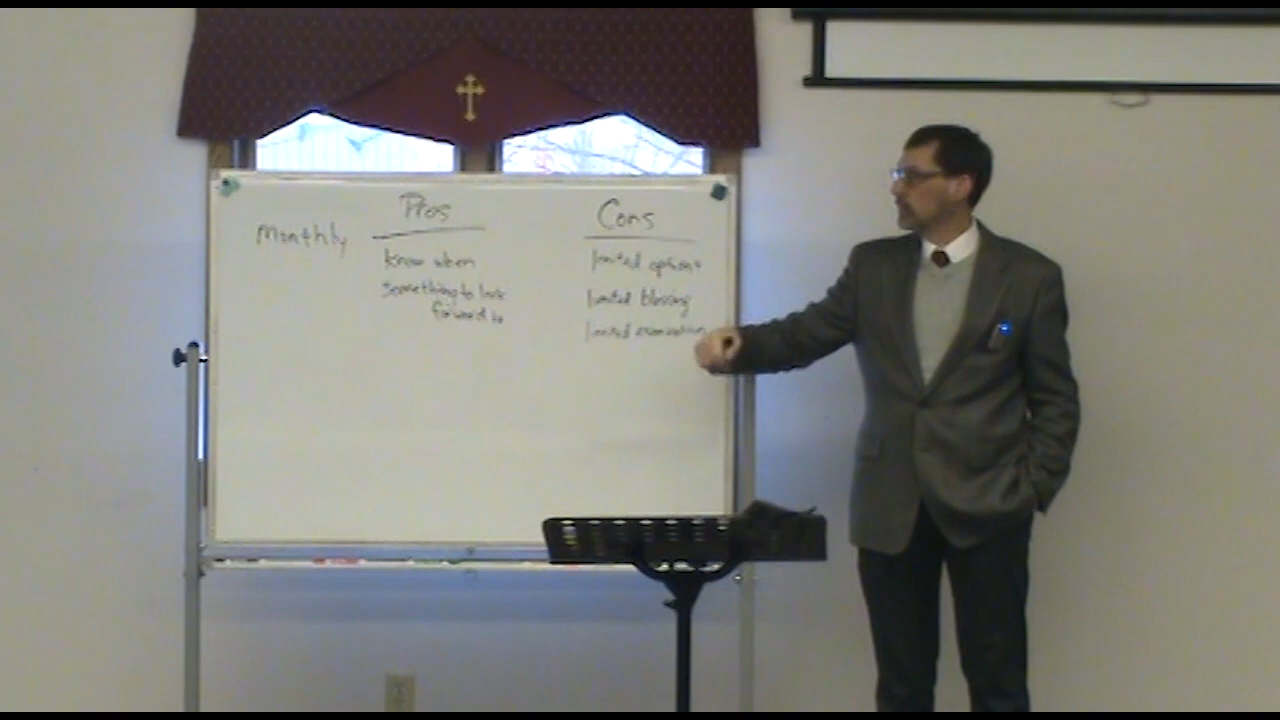 Pros Cons
Monthly
know when
something to look
forward to
limited options
limited blessing
limited examination